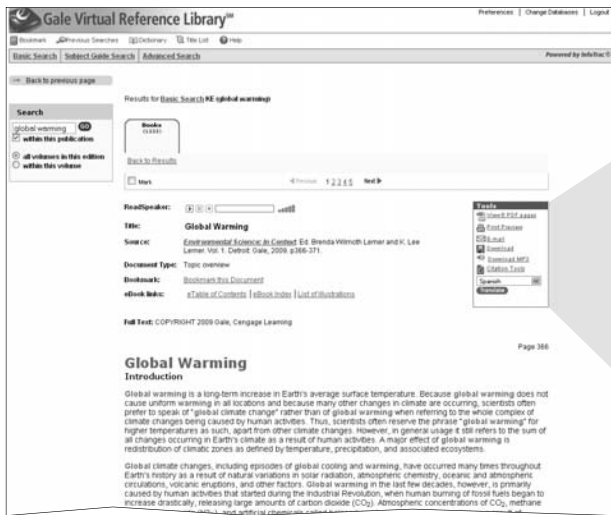 Gale Virtual Reference Library℠
Preferences | Change Databases | Logout
Bookmark Previous Searches Dictionary Title List Help
Basic Search | Subject Guide Search | Advanced Search
Powered by InfoTrac®
Back to previous page
Results for Basic Search KE (global warming)
Search
global warming GO
within this publication
all volumes in this edition
within this volume
Books
Back to Results
Mark
Previous 1 2 3 4 5 Next
ReadSpeaker:
Title: Global Warming
Source: Environmental Science: In Context. Ed. Brenda Wilmoth Lerner and K. Lee
Lerner. Vol. 1. Detroit: Gale, 2009. p366-371.
Document Type: Topic overview
Bookmark: Bookmark this Document
eBook links: eTable of Contents | eBook Index | List of Illustrations
Tools
View 6 PDF pages
Print Preview
E-mail
Download
Download MP3
Citation Tools
Spanish
Translate
Full Text: COPYRIGHT 2009 Gale, Cengage Learning
Page 366
Global Warming
Introduction
Global warming is a long-term increase in Earth's average surface temperature. Because global warming does not
cause uniform warming in all locations and because many other changes in climate are occurring, scientists often
prefer to speak of "global climate change" rather than of global warming when referring to the whole complex of
climate changes being caused by human activities. Thus, scientists often reserve the phrase "global warming" for
higher temperatures as such, apart from other climate changes. However, in general usage it still refers to the sum of
all changes occurring in Earth's climate as a result of human activities. A major effect of global warming is
redistribution of climatic zones as defined by temperature, precipitation, and associated ecosystems.
Global climate changes, including episodes of global cooling and warming, have occurred many times throughout
Earth's history as a result of natural variations in solar radiation, atmospheric chemistry, oceanic and atmospheric
circulations, volcanic eruptions, and other factors. Global warming in the last few decades, however, is primarily
caused by human activities that started during the Industrial Revolution, when human burning of fossil fuels began to
increase drastically, releasing large amounts of carbon dioxide (CO₂). Atmospheric concentrations of CO₂, methane
and artificial chemicals called